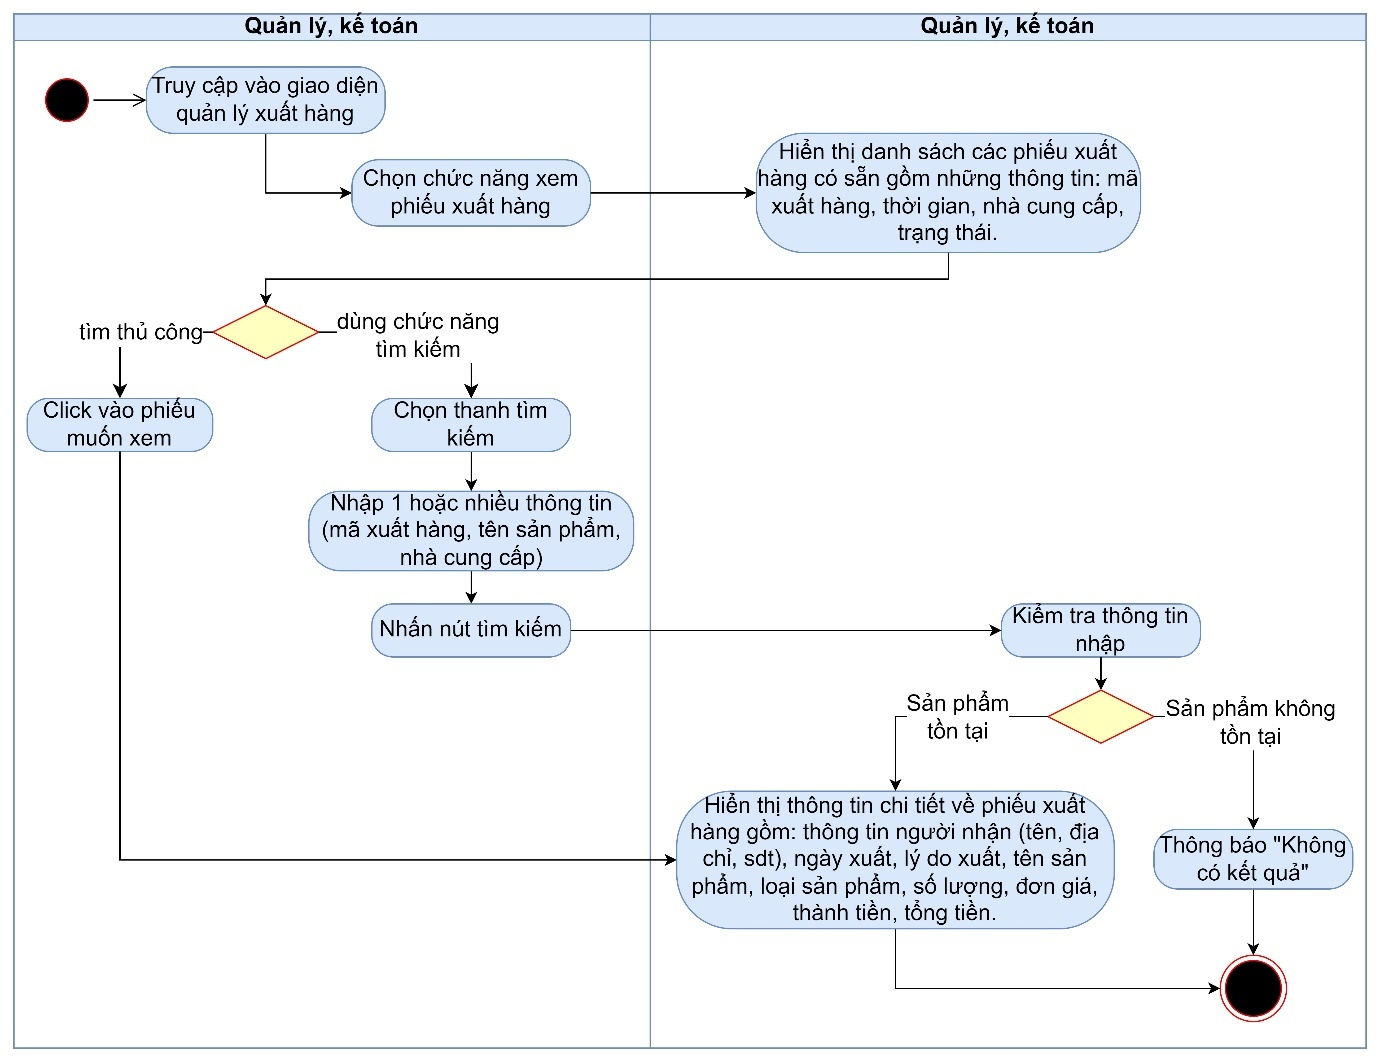 Quản lý, kế toán
Quản lý, kế toán
Truy cập vào giao diện
quản lý xuất hàng
Chọn chức năng xem
phiếu xuất hàng
Hiển thị danh sách các phiếu xuất
hàng có sẵn gồm những thông tin: mã
xuất hàng, thời gian, nhà cung cấp,
trạng thái.
tìm thủ công
dùng chức năng
tìm kiếm
Click vào phiếu
muốn xem
Chọn thanh tìm
kiếm
Nhập 1 hoặc nhiều thông tin
(mã xuất hàng, tên sản phẩm,
nhà cung cấp)
Nhấn nút tìm kiếm
Kiểm tra thông tin
nhập
Sản phẩm
tồn tại
Sản phẩm không
tồn tại
Hiển thị thông tin chi tiết về phiếu xuất
hàng gồm: thông tin người nhận (tên, địa
chỉ, sdt), ngày xuất, lý do xuất, tên sản
phẩm, loại sản phẩm, số lượng, đơn giá,
thành tiền, tổng tiền.
Thông báo "Không
có kết quả"